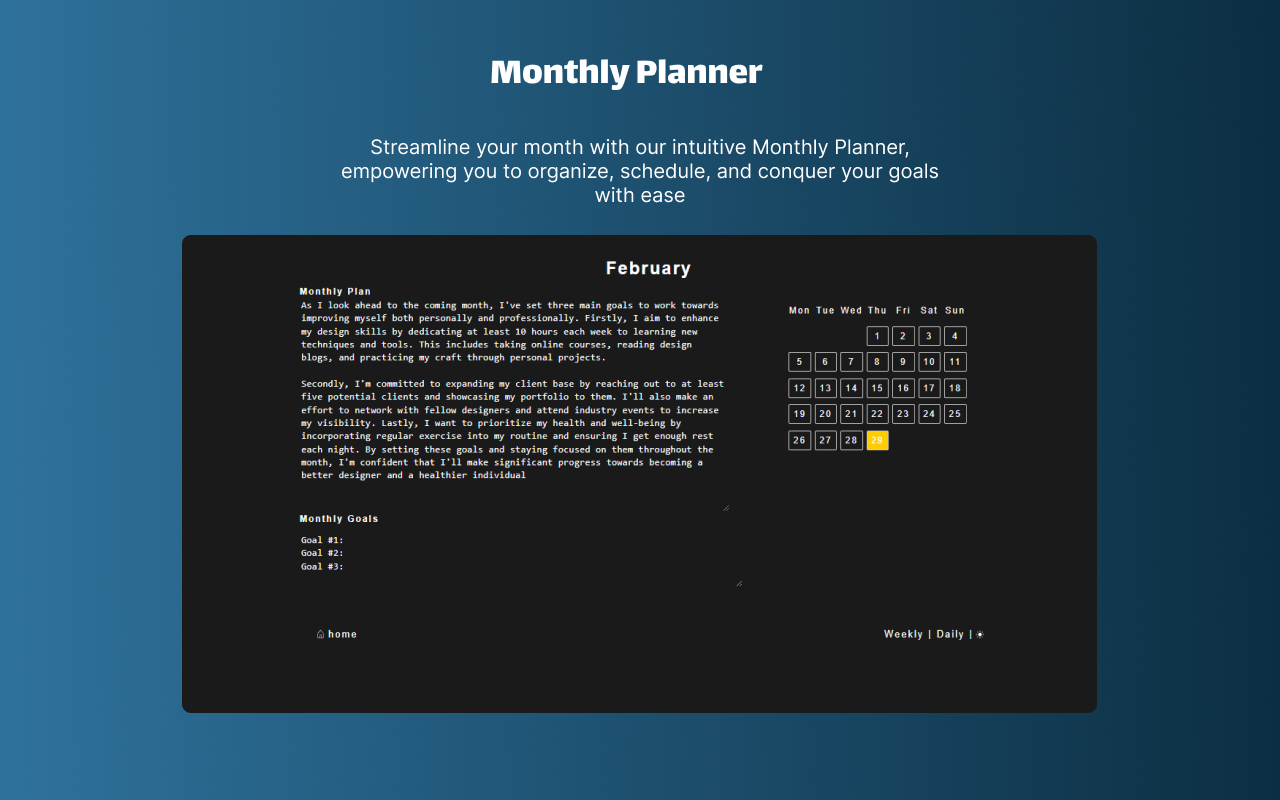 Monthly Planner
Streamline your month with our intuitive Monthly Planner,
empowering you to organize, schedule, and conquer your goals
with ease
February
Monthly Plan
As I look ahead to the coming month, I've set three main goals to work towards
improving myself both personally and professionally. Firstly, I aim to enhance
my design skills by dedicating at least 10 hours each week to learning new
techniques and tools. This includes taking online courses, reading design
blogs, and practicing my craft through personal projects.
Secondly, I'm committed to expanding my client base by reaching out to at least
five potential clients and showcasing my portfolio to them. I'll also make an
effort to network with fellow designers and attend industry events to increase
my visibility. Lastly, I want to prioritize my health and well-being by
incorporating regular exercise into my routine and ensuring I get enough rest
each night. By setting these goals and staying focused on them throughout the
month, I'm confident that I'll make significant progress towards becoming a
better designer and a healthier individual
Monthly Goals
Goal #1:
Goal #2:
Goal #3:
Mon Tue Wed Thu Fri Sat Sun
1 2 3 4
5 6 7 8 9 10 11
12 13 14 15 16 17 18
19 20 21 22 23 24 25
26 27 28 29
home
Weekly | Daily |